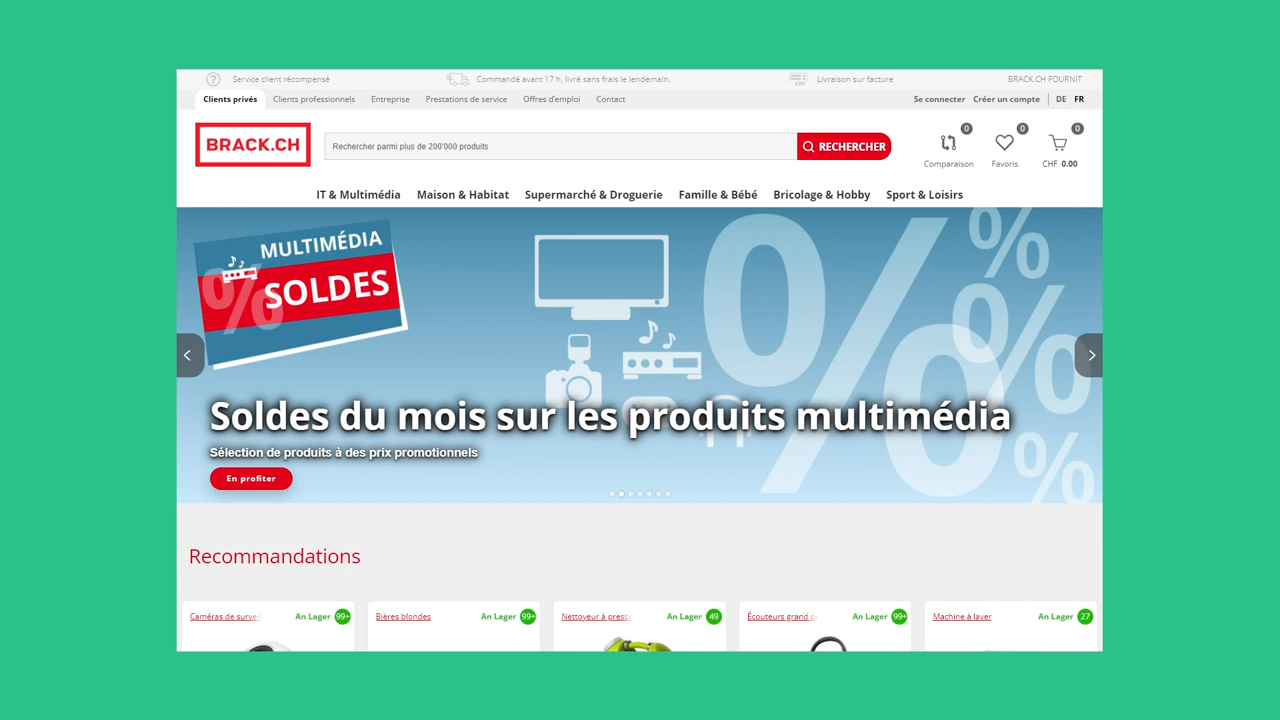 Service client récompensé
Commandé avant 17 h, livré sans frais le lendemain.
Livraison sur facture
BRACK.CH FOURNIT
Clients privés
Clients professionnels
Entreprise
Prestations de service
Offres d'emploi
Contact
Se connecter
Créer un compte
DE
FR
BRACK.CH
Rechercher parmi plus de 200'000 produits
RECHERCHER
0
Comparaison
0
Favoris
0
CHF 0.00
IT & Multimédia
Maison & Habitat
Supermarché & Droguerie
Famille & Bébé
Bricolage & Hobby
Sport & Loisirs
MULTIMÉDIA
% SOLDES
% % % % %
Soldes du mois sur les produits multimédia
Sélection de produits à des prix promotionnels
En profiter
Recommandations
Caméras de surve
An Lager 99+
Bières blondes
An Lager 99+
Nettoyeur à press
An Lager 49
Écouteurs grand p
An Lager 99+
Machine à laver
An Lager 27